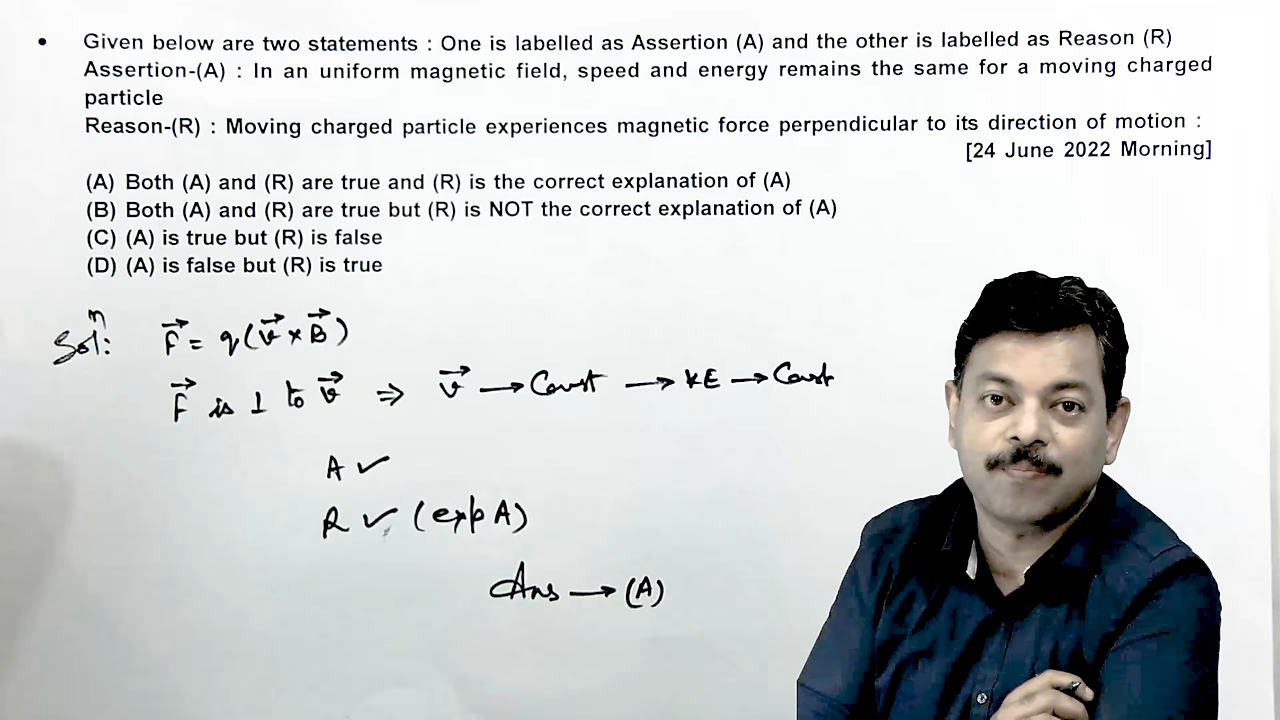 • Given below are two statements : One is labelled as Assertion (A) and the other is labelled as Reason (R)
Assertion-(A) : In an uniform magnetic field, speed and energy remains the same for a moving charged
particle
Reason-(R) : Moving charged particle experiences magnetic force perpendicular to its direction of motion :
[24 June 2022 Morning]
(A) Both (A) and (R) are true and (R) is the correct explanation of (A)
(B) Both (A) and (R) are true but (R) is NOT the correct explanation of (A)
(C) (A) is true but (R) is false
(D) (A) is false but (R) is true
Solⁿ: F⃗ = q(v⃗ × B⃗)
F⃗ is ⊥ to v⃗ ⇒ v⃗ → Const → KE → Const
A ✓
R ✓ (exp A)
Ans → (A)